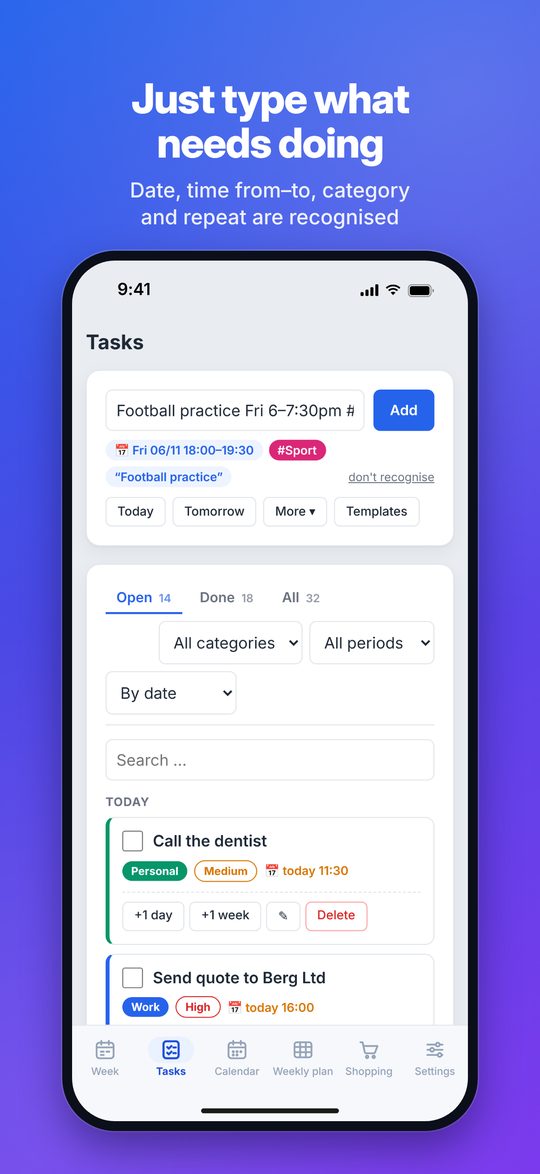 Just type what
needs doing
Date, time from–to, category
and repeat are recognised
9:41
Tasks
Football practice Fri 6–7:30pm #
Add
Fri 06/11 18:00–19:30
#Sport
“Football practice”
don't recognise
Today
Tomorrow
More ▾
Templates
Open 14
Done 18
All 32
All categories
All periods
By date
Search ...
TODAY
Call the dentist
Personal
Medium
today 11:30
+1 day
+1 week
Delete
Send quote to Berg Ltd
Work
High
today 16:00
Week
Tasks
Calendar
Weekly plan
Shopping
Settings